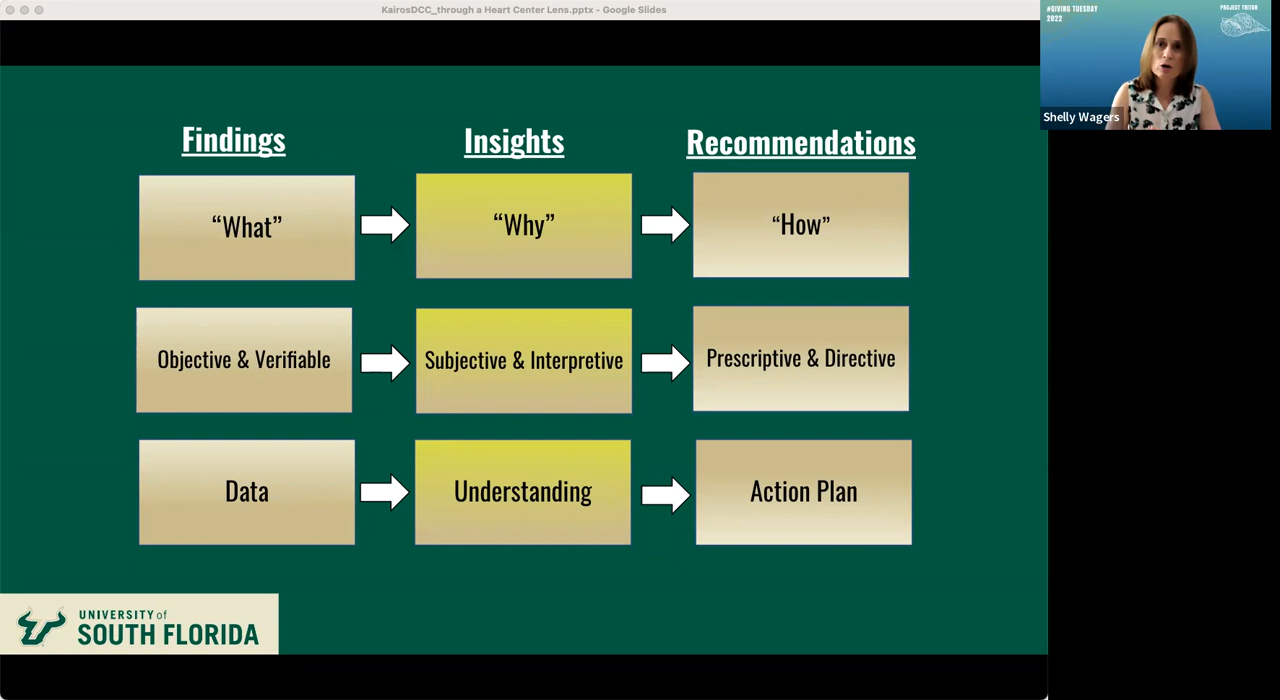 KairosDCC_through a Heart Center Lens.pptx - Google Slides
#GIVING TUESDAY
2022
PROJECT TRITON
Shelly Wagers
Findings
Insights
Recommendations
“What”
“Why”
“How”
Objective & Verifiable
Subjective & Interpretive
Prescriptive & Directive
Data
Understanding
Action Plan
UNIVERSITY of
SOUTH FLORIDA